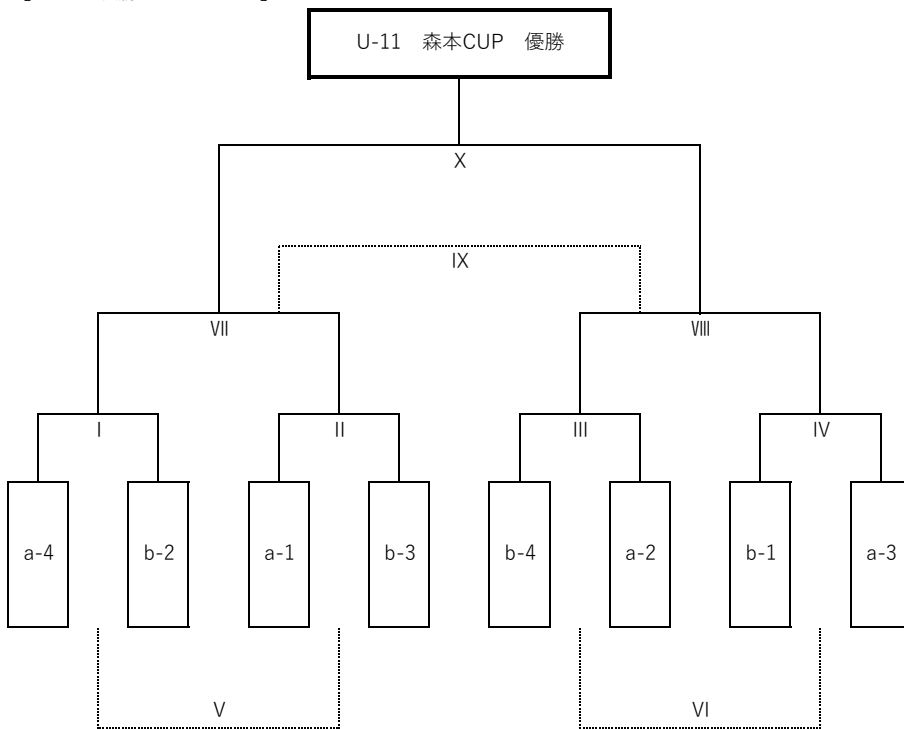 U-11 森本CUP 優勝
X
IX
VII
VIII
I
II
III
IV
a-4
b-2
a-1
b-3
b-4
a-2
b-1
a-3
V
VI